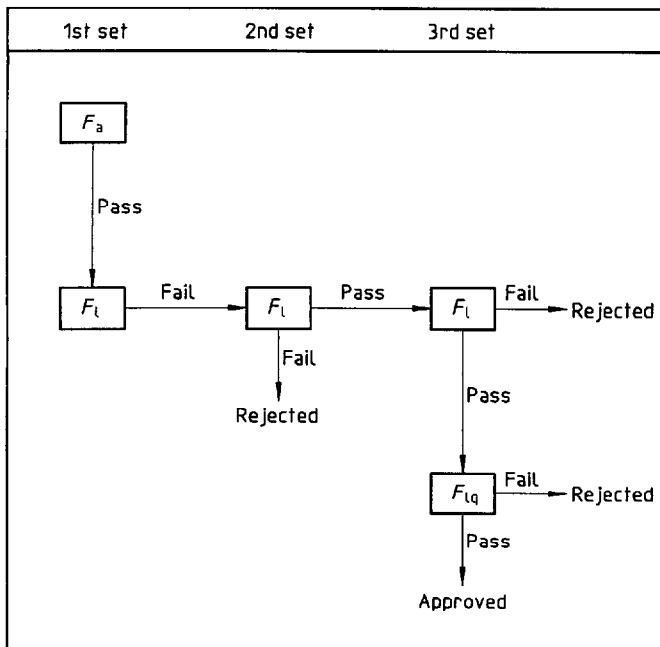 1st set 2nd set 3rd set
Fa
Pass
Fl Fail Fl Pass Fl Fail Rejected
Fail
Rejected
Pass
Flq Fail Rejected
Pass
Approved